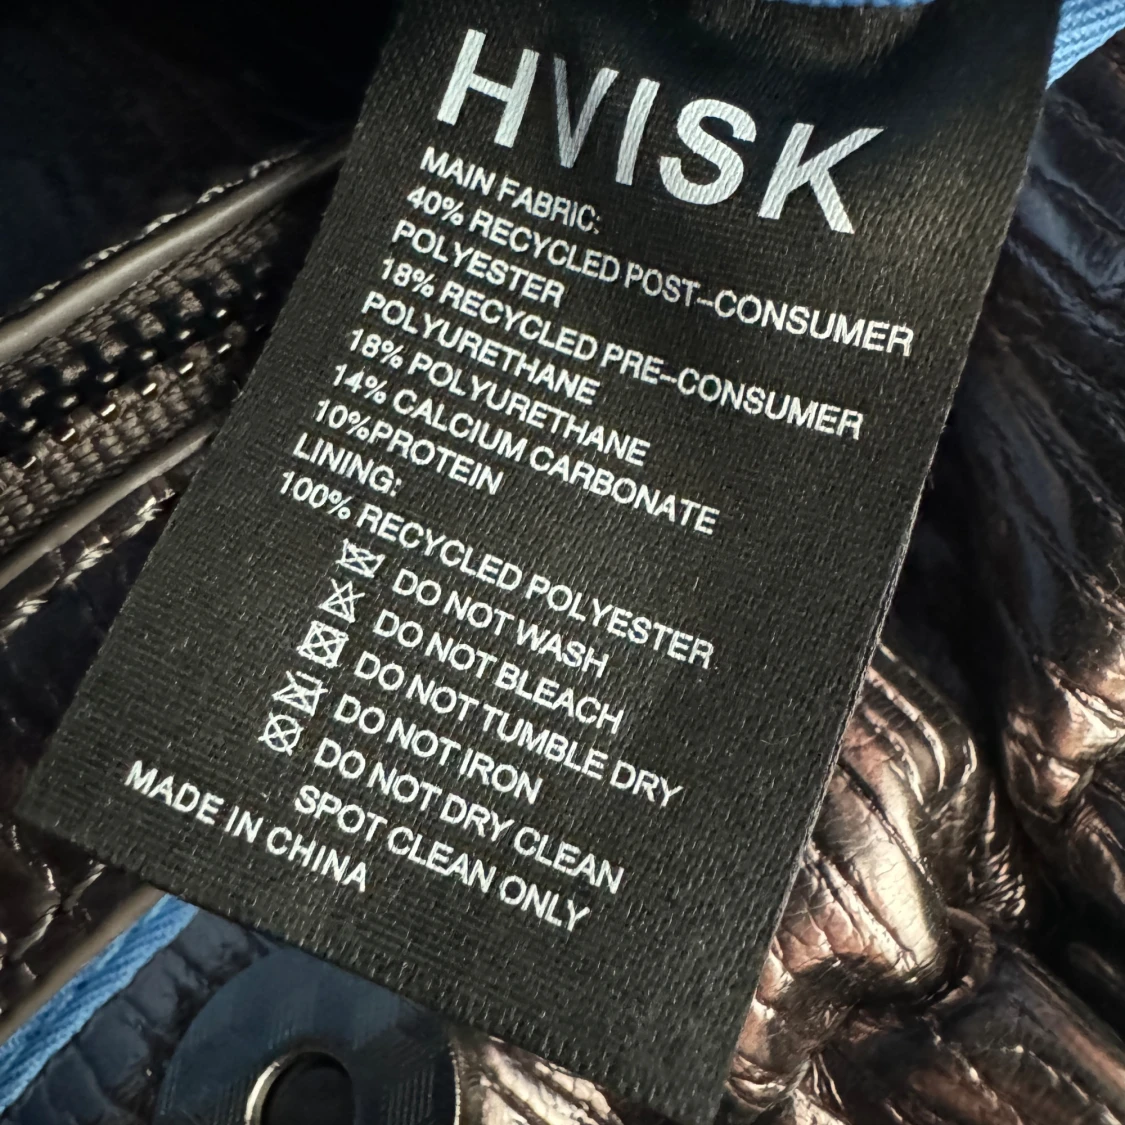 HVISK
MAIN FABRIC:
40% RECYCLED POST-CONSUMER
POLYESTER
18% RECYCLED PRE-CONSUMER
POLYURETHANE
18% POLYURETHANE
14% CALCIUM CARBONATE
10%PROTEIN
LINING:
100% RECYCLED POLYESTER
DO NOT WASH
DO NOT BLEACH
DO NOT TUMBLE DRY
DO NOT IRON
DO NOT DRY CLEAN
SPOT CLEAN ONLY
MADE IN CHINA